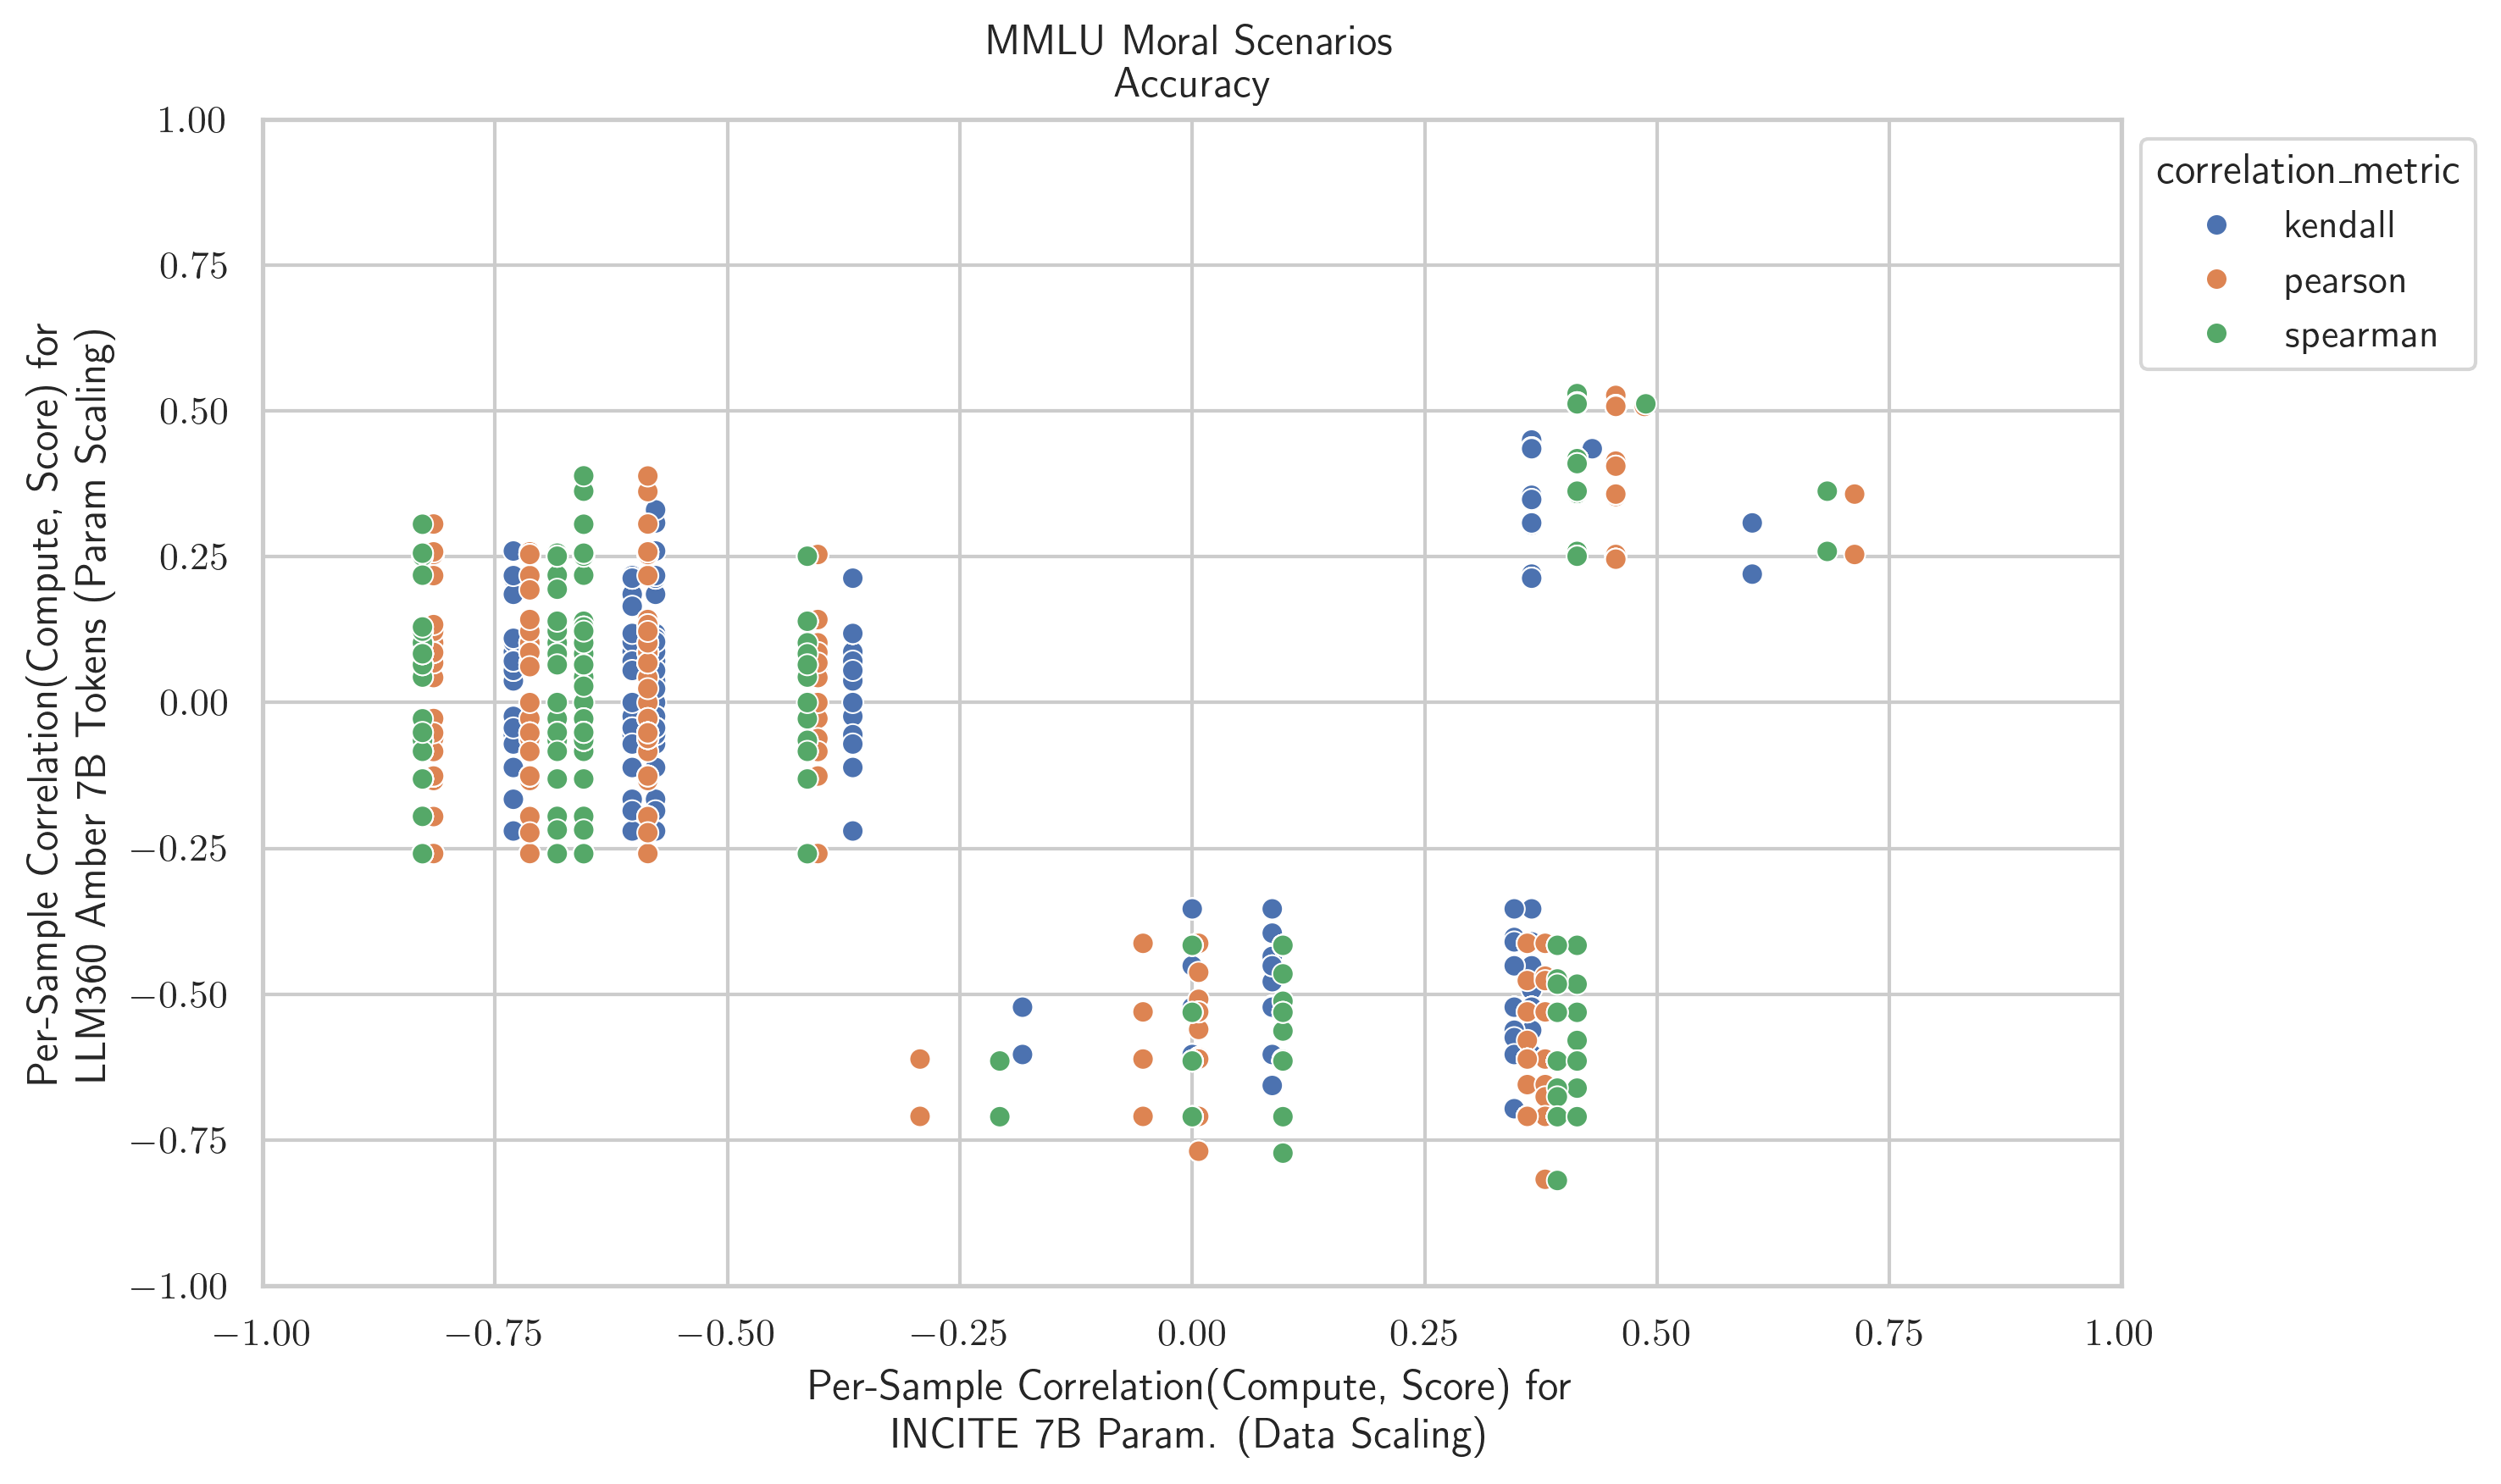 MMLU Moral Scenarios
Accuracy
1.00
0.75
0.50
0.25
0.00
−0.25
−0.50
−0.75
−1.00
Per-Sample Correlation(Compute, Score) for
LLM360 Amber 7B Tokens (Param Scaling)
correlation_metric
kendall
pearson
spearman
−1.00 −0.75 −0.50 −0.25 0.00 0.25 0.50 0.75 1.00
Per-Sample Correlation(Compute, Score) for
INCITE 7B Param. (Data Scaling)